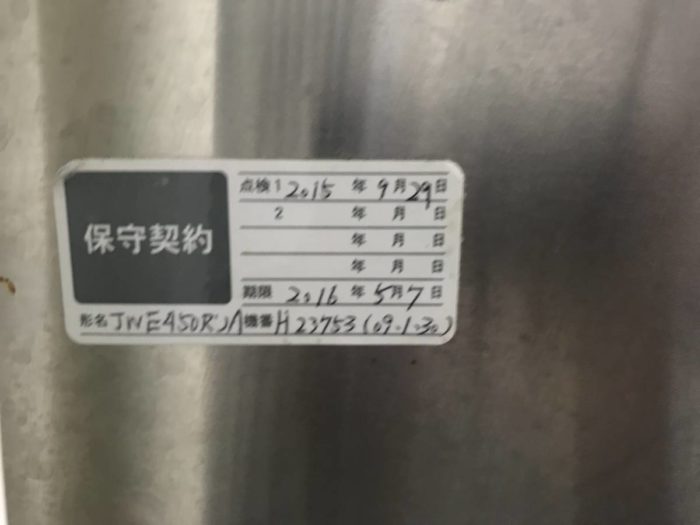 保守契約
点検 1 2015 年 9 月 29 日
2 年 月 日
年 月 日
年 月 日
期限 2016 年 5 月 7 日
形名 JWE450R 機番 H23753 (09.1.30)